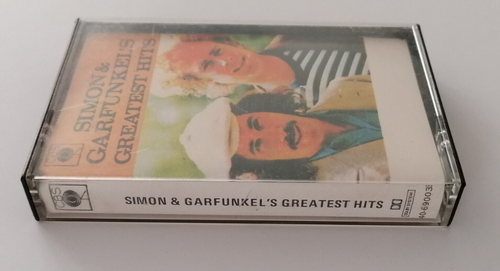 SIMON &
GARFUNKEL'S
GREATEST HITS
CBS
SIMON & GARFUNKEL'S GREATEST HITS